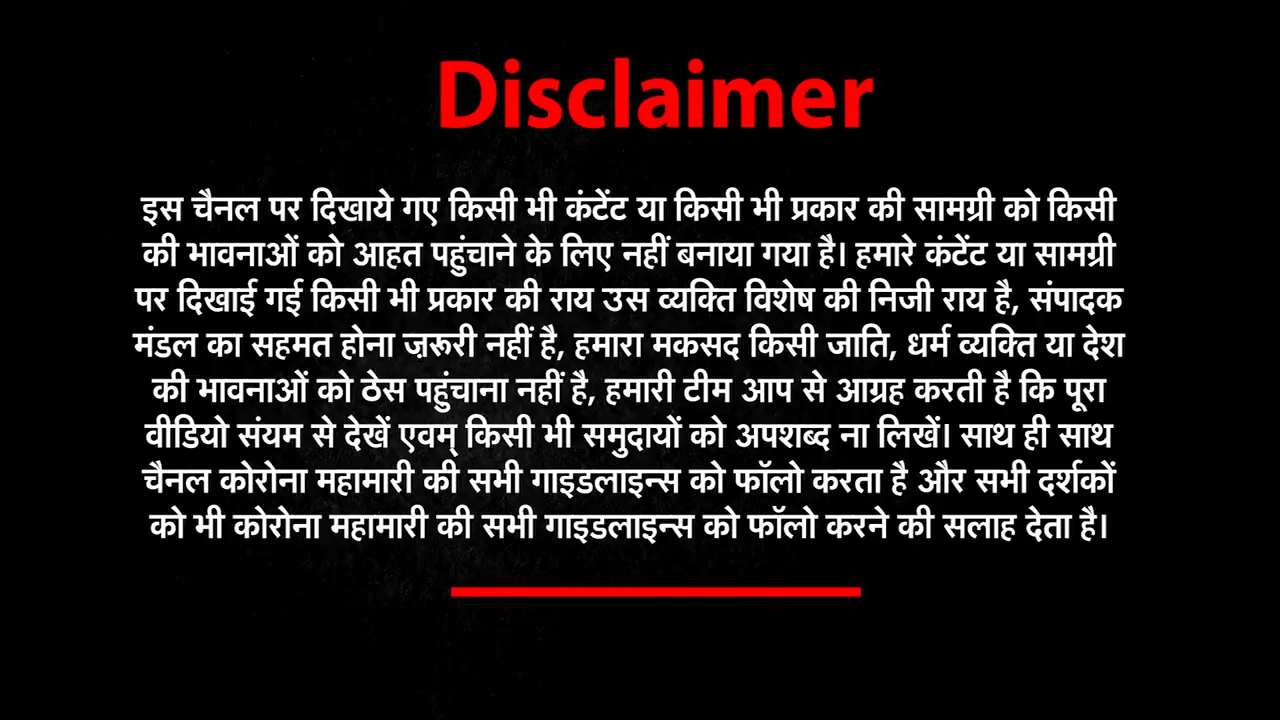 Disclaimer
इस चैनल पर दिखाये गए किसी भी कंटेंट या किसी भी प्रकार की सामग्री को किसी
की भावनाओं को आहत पहुंचाने के लिए नहीं बनाया गया है। हमारे कंटेंट या सामग्री
पर दिखाई गई किसी भी प्रकार की राय उस व्यक्ति विशेष की निजी राय है, संपादक
मंडल का सहमत होना ज़रूरी नहीं है, हमारा मकसद किसी जाति, धर्म व्यक्ति या देश
की भावनाओं को ठेस पहुंचाना नहीं है, हमारी टीम आप से आग्रह करती है कि पूरा
वीडियो संयम से देखें एवम् किसी भी समुदायों को अपशब्द ना लिखें। साथ ही साथ
चैनल कोरोना महामारी की सभी गाइडलाइन्स को फॉलो करता है और सभी दर्शकों
को भी कोरोना महामारी की सभी गाइडलाइन्स को फॉलो करने की सलाह देता है।